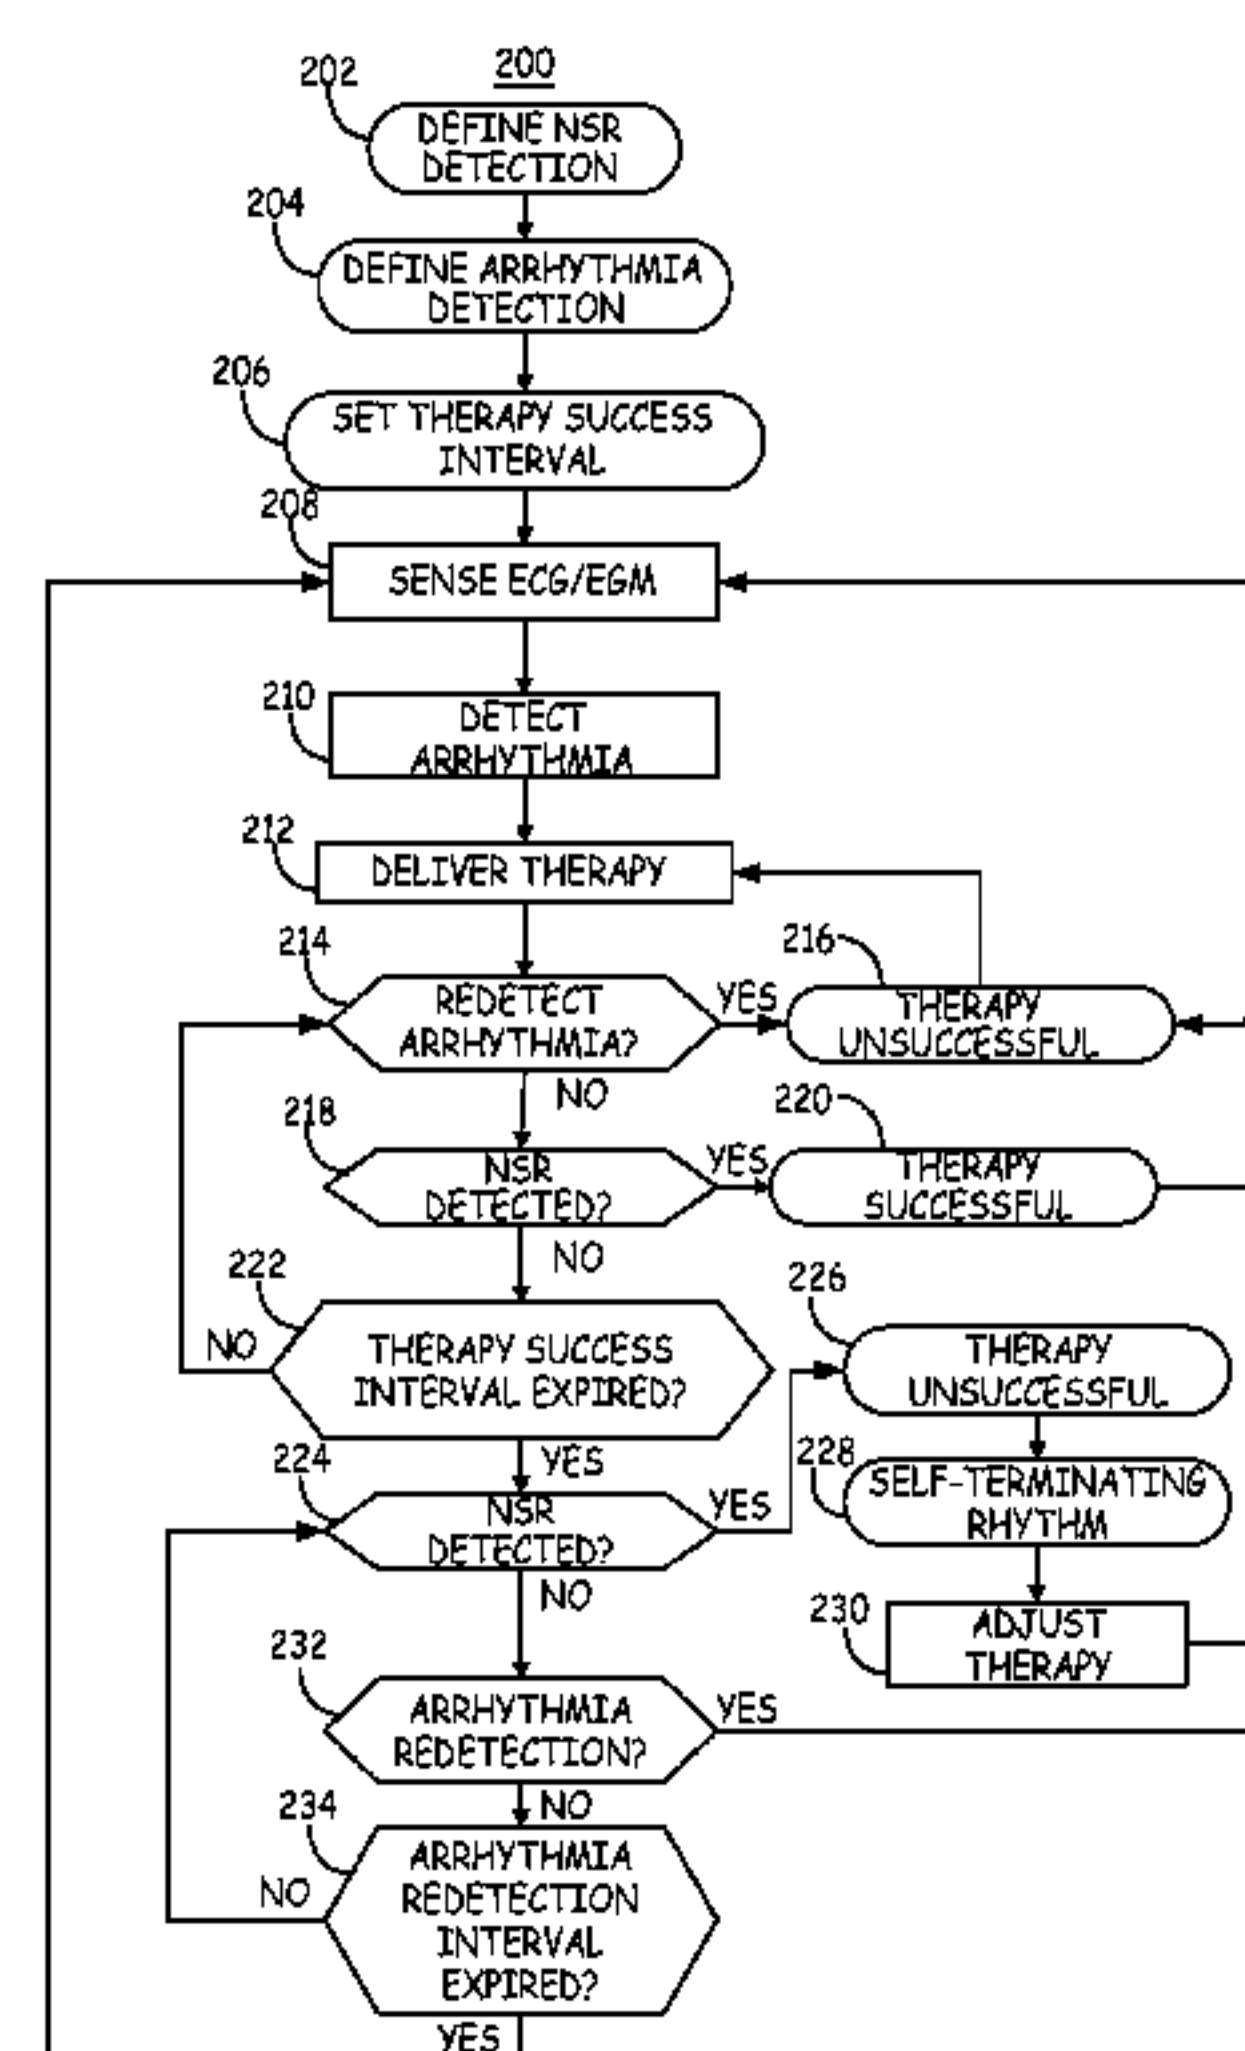 200
202
DEFINE NSR
DETECTION
204
DEFINE ARRHYTHMIA
DETECTION
206
SET THERAPY SUCCESS
INTERVAL
208
SENSE ECG/EGM
210
DETECT
ARRHYTHMIA
212
DELIVER THERAPY
214
REDETECT
ARRHYTHMIA?
YES
216
THERAPY
UNSUCCESSFUL
NO
218
NSR
DETECTED?
YES
220
THERAPY
SUCCESSFUL
NO
222
THERAPY SUCCESS
INTERVAL EXPIRED?
NO
YES
224
NSR
DETECTED?
YES
226
THERAPY
UNSUCCESSFUL
228
SELF-TERMINATING
RHYTHM
230
ADJUST
THERAPY
NO
232
ARRHYTHMIA
REDETECTION?
YES
NO
234
ARRHYTHMIA
REDETECTION
INTERVAL
EXPIRED?
NO
YES